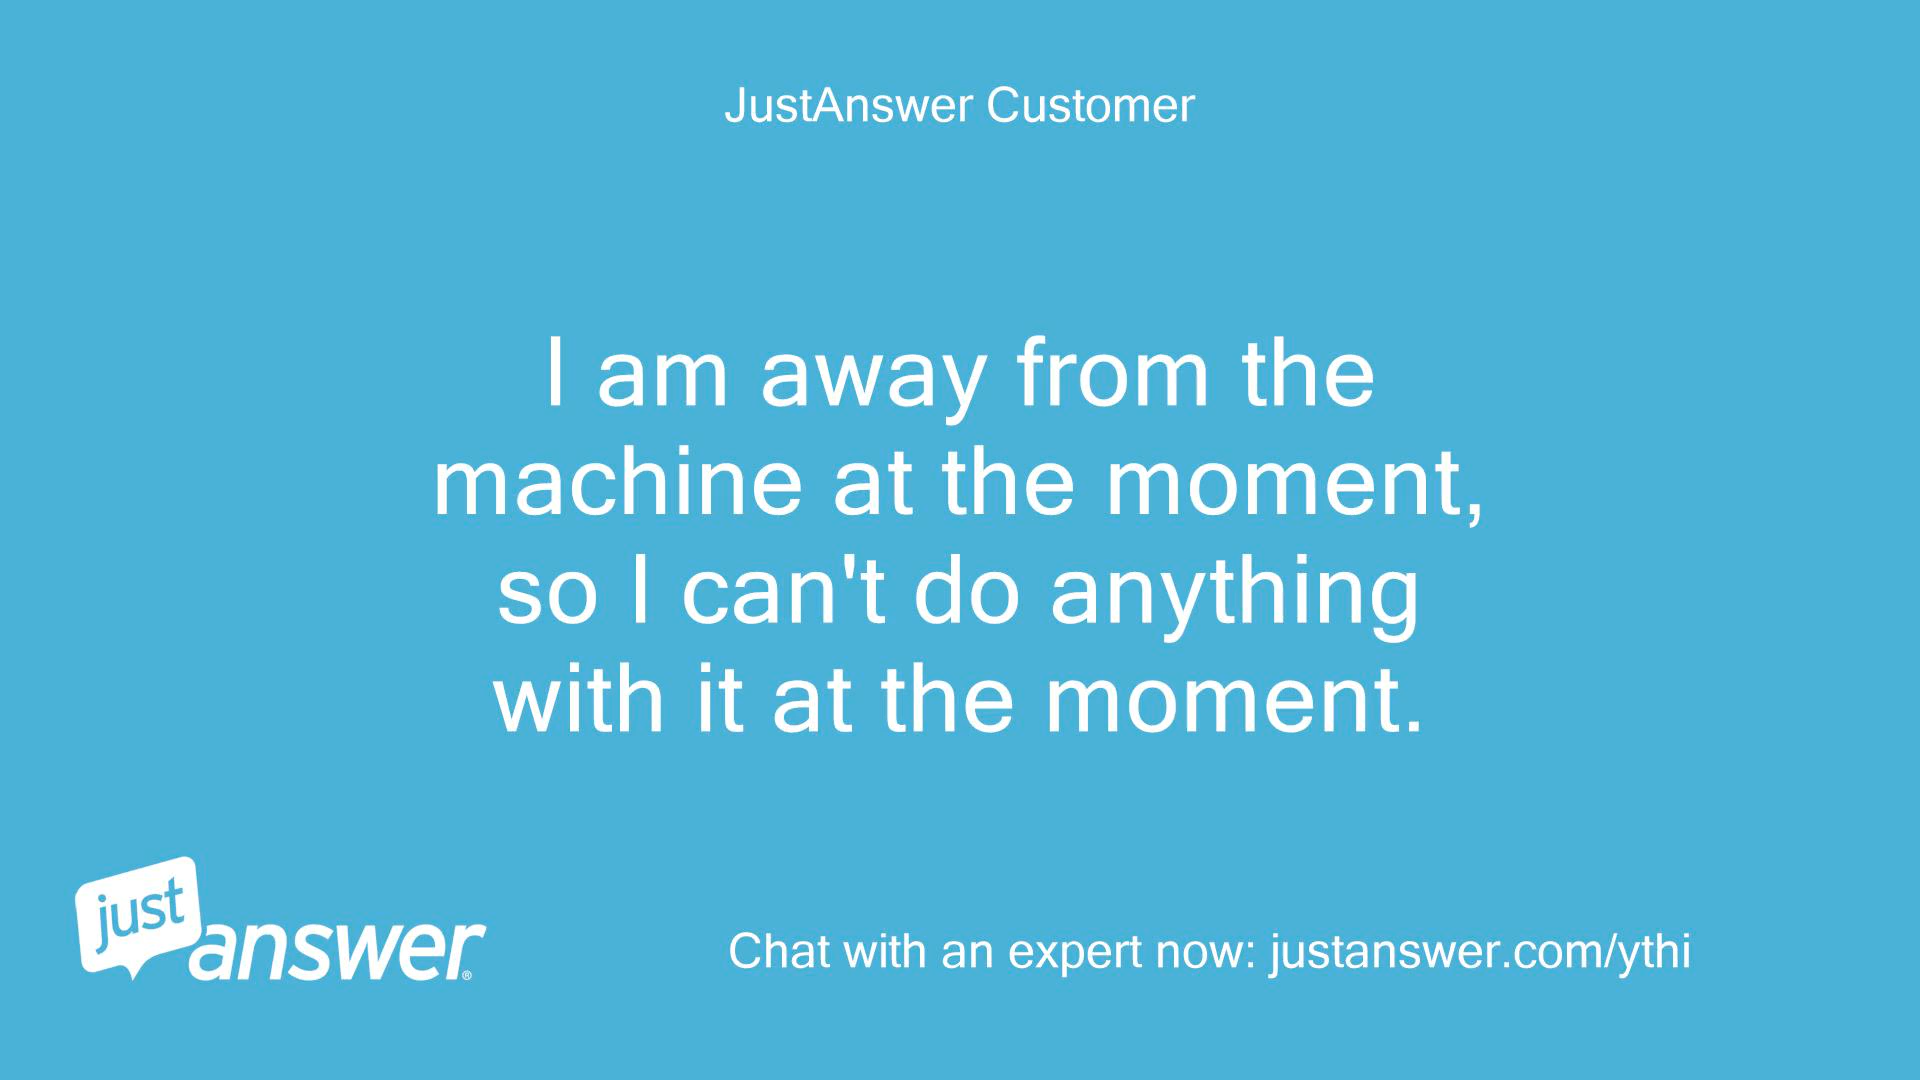 JustAnswer Customer
I am away from the
machine at the moment,
so I can't do anything
with it at the moment.
just
answer®
Chat with an expert now: justanswer.com/ythi